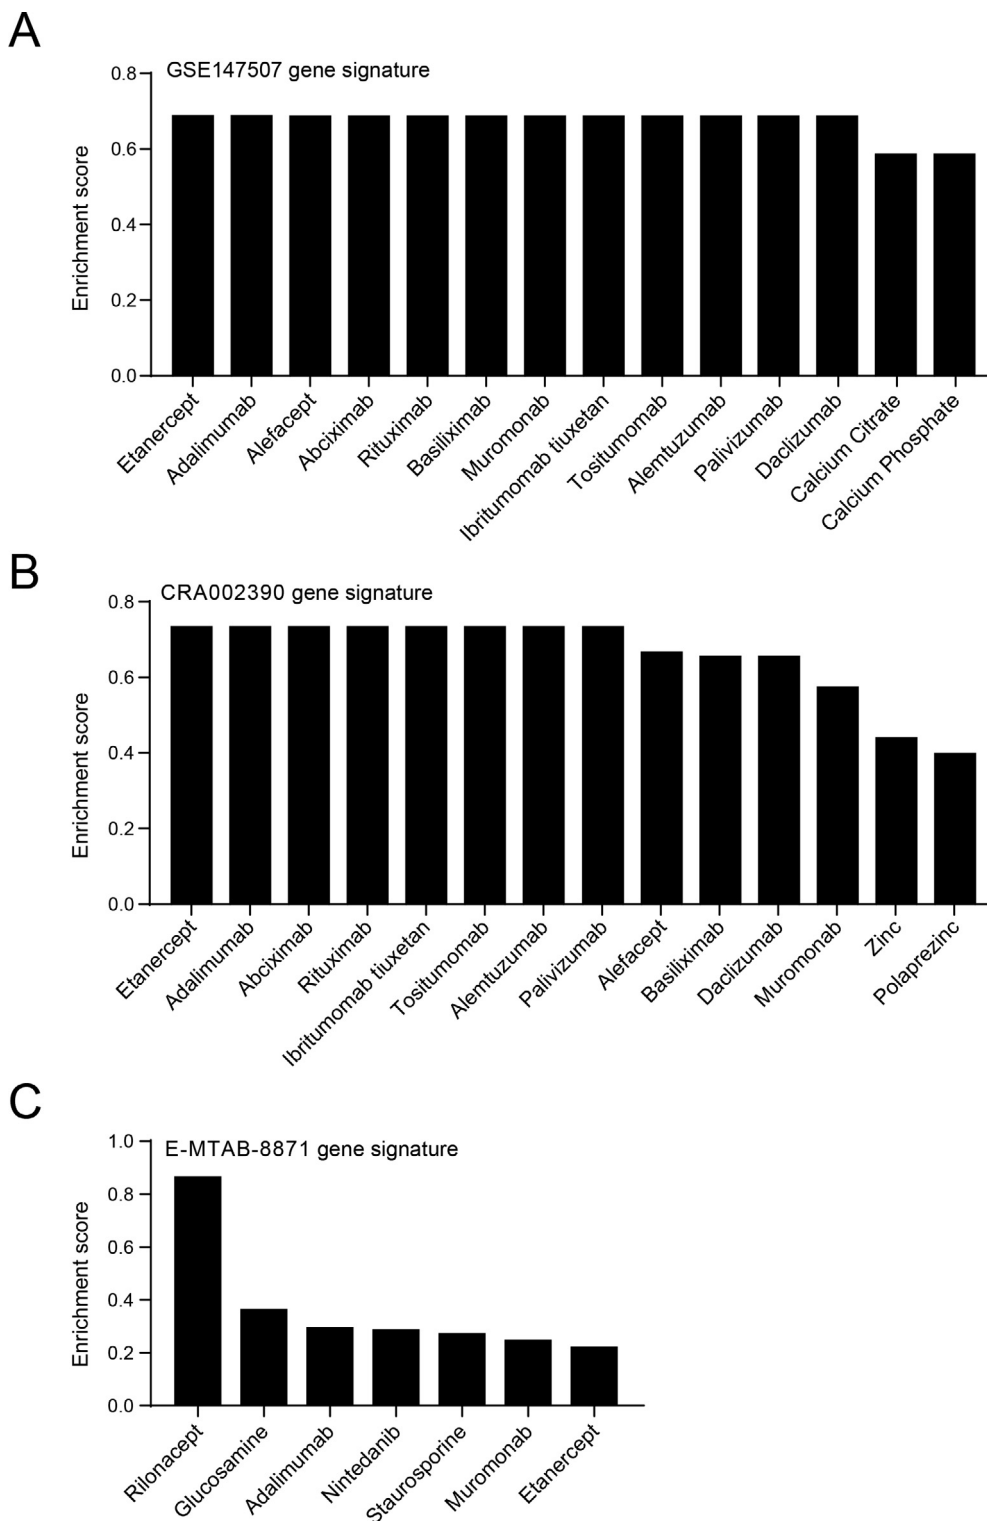 A
GSE147507 gene signature
Enrichment score
0.8
0.6
0.4
0.2
0.0
Etanercept
Adalimumab
Alefacept
Abciximab
Rituximab
Basiliximab
Muromonab
Ibritumomab tiuxetan
Tositumomab
Alemtuzumab
Palivizumab
Daclizumab
Calcium Citrate
Calcium Phosphate
B
CRA002390 gene signature
Enrichment score
0.8
0.6
0.4
0.2
0.0
Etanercept
Adalimumab
Abciximab
Rituximab
Ibritumomab tiuxetan
Tositumomab
Alemtuzumab
Palivizumab
Alefacept
Basiliximab
Daclizumab
Muromonab
Zinc
Polaprezinc
C
E-MTAB-8871 gene signature
Enrichment score
1.0
0.8
0.6
0.4
0.2
0.0
Rilonacept
Glucosamine
Adalimumab
Nintedanib
Staurosporine
Muromonab
Etanercept